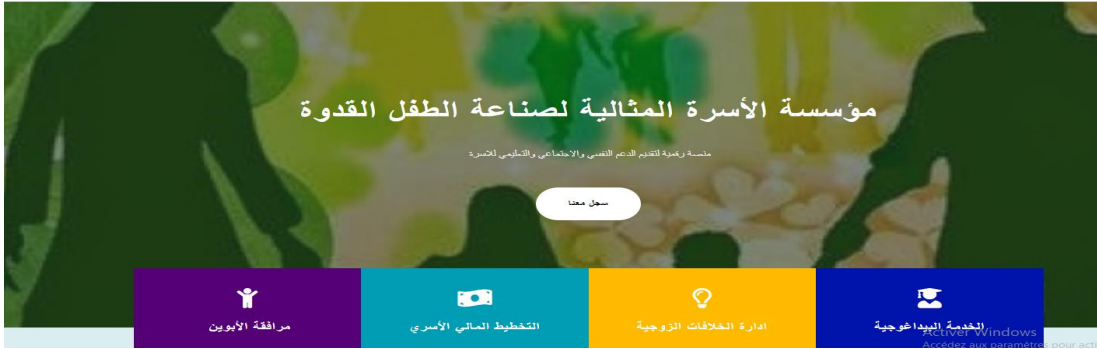 مؤسسة الأسرة المثالية لصناعة الطفل القدوة
منصة رقمية لتقديم الدعم النفسي والاجتماعي والتعليمي للاسرة
سجل معنا
الخدمة البيداغوجية
ادارة الخلافات الزوجية
التخطيط المالي الأسري
مرافقة الأبوين
Activer Windows
Accédez aux paramètres pour acti